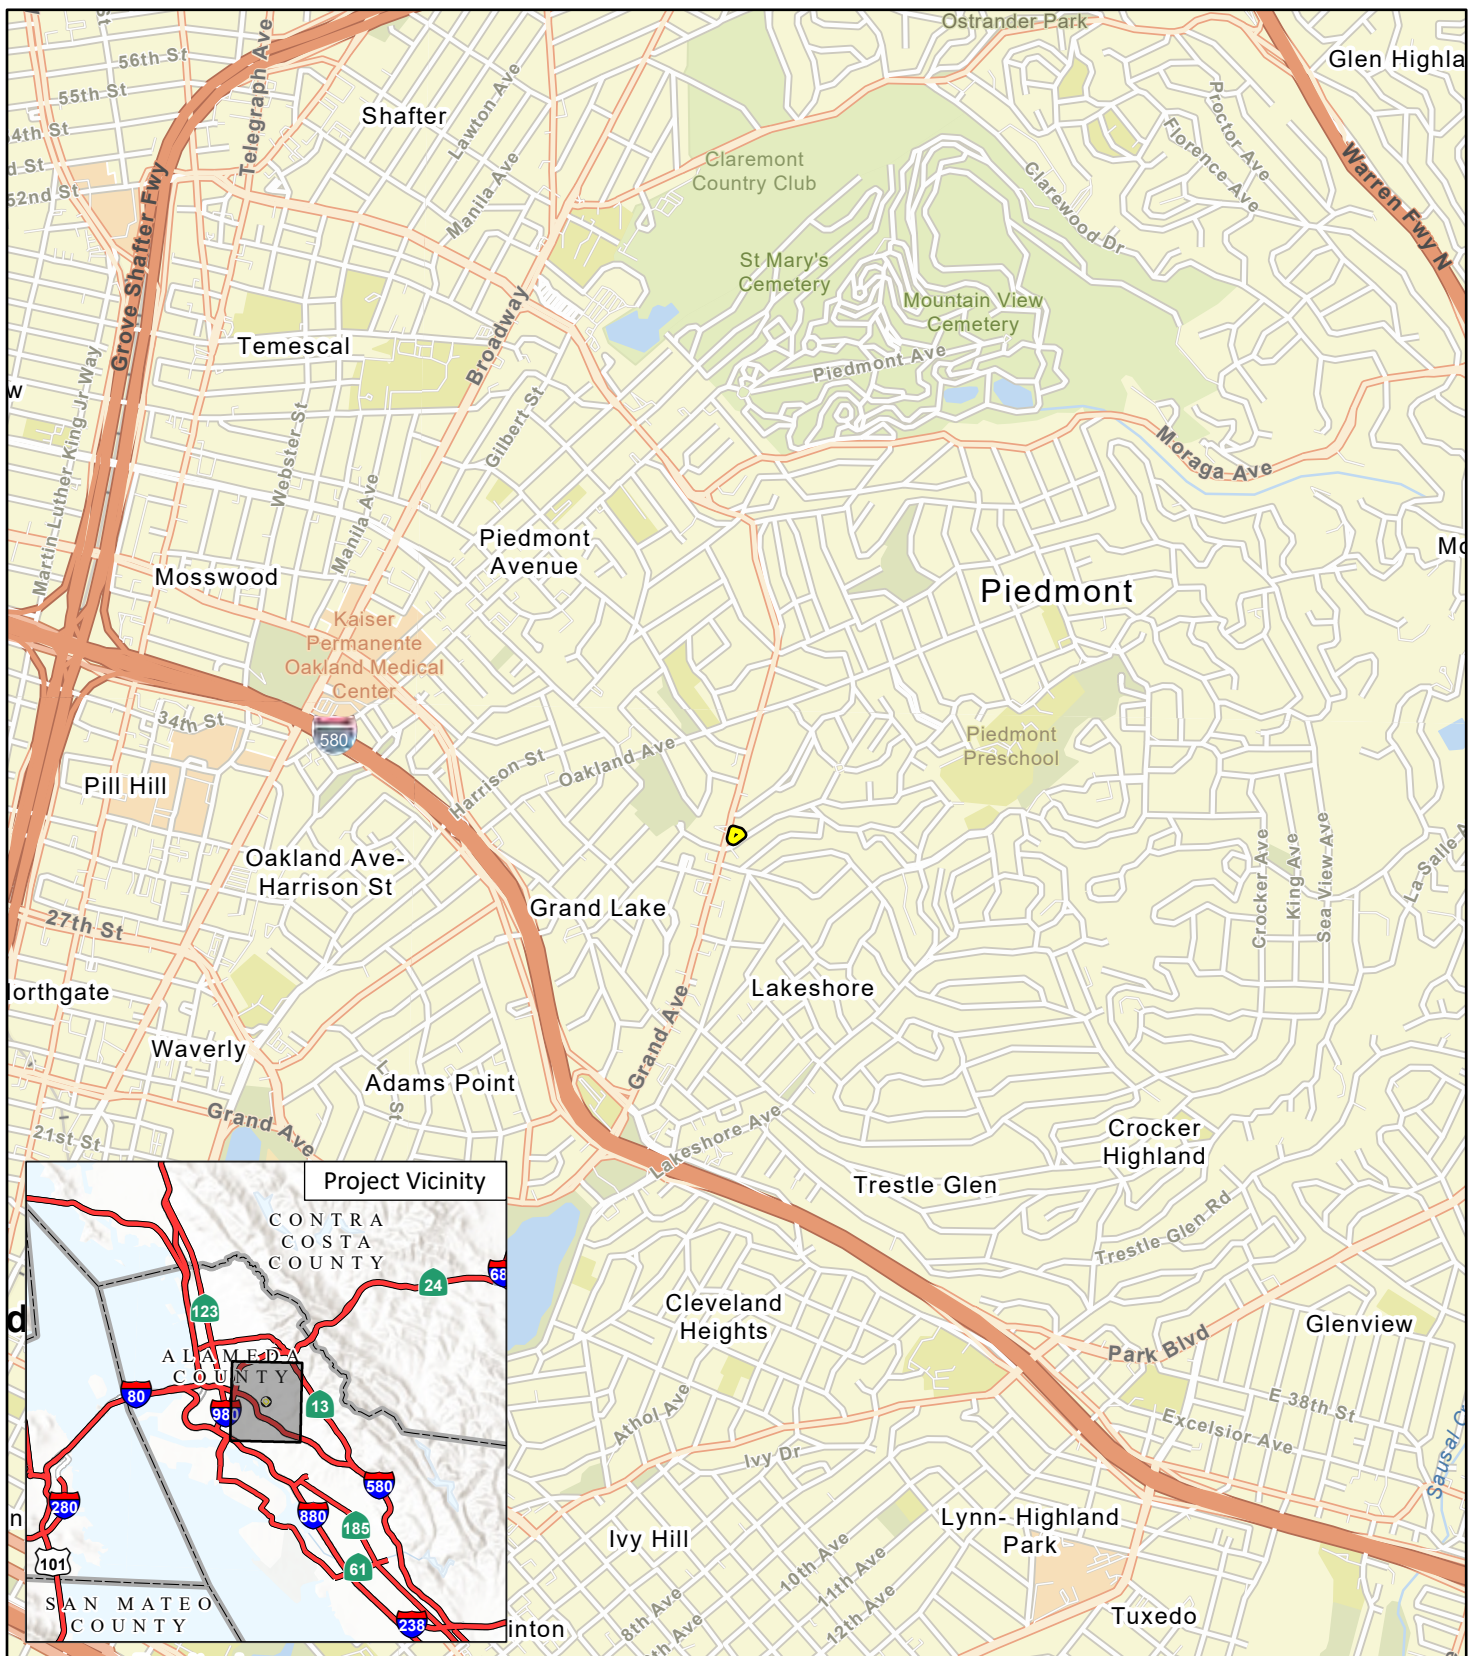 Ostrander Park
Glen Highla
56th St
55th St
4th St
d St
52nd St
Telegraph Ave
Shafter
Lawton Ave
Manila Ave
Claremont
Country Club
Proctor Ave
Florence Ave
Clarewood Dr
Warren Fwy N
Grove Shafter Fwy
St Mary's
Cemetery
Mountain View
Cemetery
Piedmont Ave
Temescal
Broadway
w
Martin Luther King Jr Way
Webster St
Manila Ave
Gilbert St
Moraga Ave
Piedmont
Avenue
Mo
Mosswood
Piedmont
Kaiser
Permanente
Oakland Medical
Center
34th St
580
Harrison St
Oakland Ave
Piedmont
Preschool
Pill Hill
Oakland Ave-
Harrison St
Crocker Ave
King Ave
Sea View Ave
La Salle A
27th St
Grand Lake
Lakeshore
orthgate
Grand Ave
Waverly
Adams Point
L
St
Grand Ave
21st St
Lakeshore Ave
Crocker
Highland
Trestle Glen
Trestle Glen Rd
Project Vicinity
CONTRA
COSTA
COUNTY
24
68
123
ALAMEDA
COUNTY
80
980
13
580
280
880
185
101
61
SAN MATEO
COUNTY
238
d
n
Cleveland
Heights
Glenview
Park Blvd
E 38th St
Excelsior Ave
Athol Ave
Ivy Dr
Sausal Cr
Ivy Hill
Lynn- Highland
Park
10th Ave
11th Ave
12th Ave
8th Ave
th Ave
inton
Tuxedo